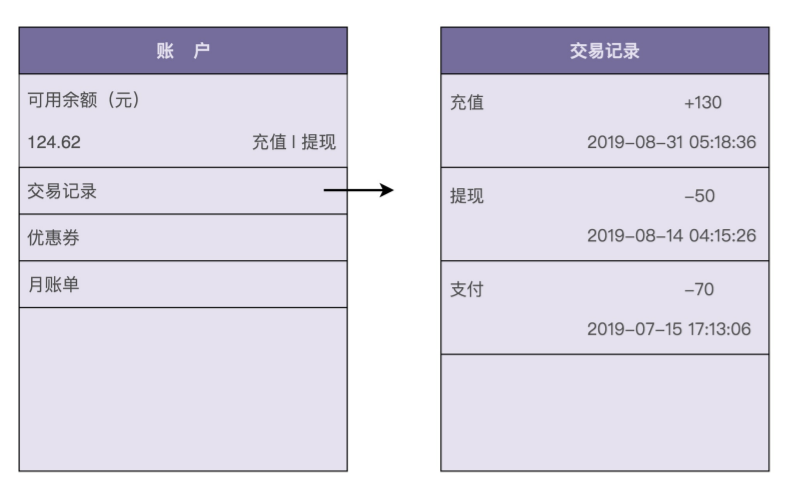 账 户
可用余额（元）
124.62 充值 | 提现
交易记录
优惠券
月账单
交易记录
充值 +130
2019-08-31 05:18:36
提现 -50
2019-08-14 04:15:26
支付 -70
2019-07-15 17:13:06